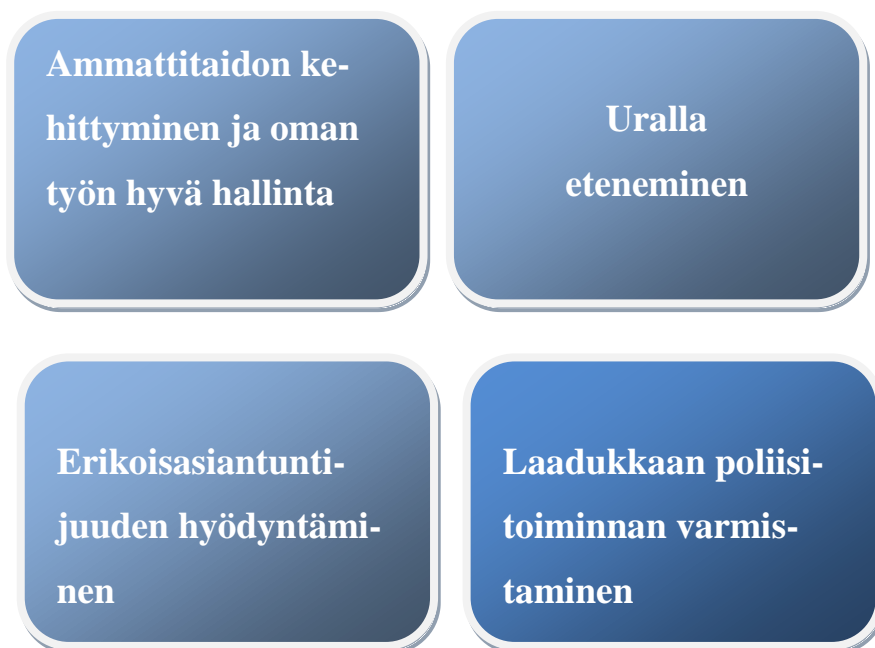 Ammattitaidon ke-
hittyminen ja oman
työn hyvä hallinta
Uralla
eteneminen
Erikoisasiantunti-
juuden hyödyntämi-
nen
Laadukkaan poliisi-
toiminnan varmis-
taminen